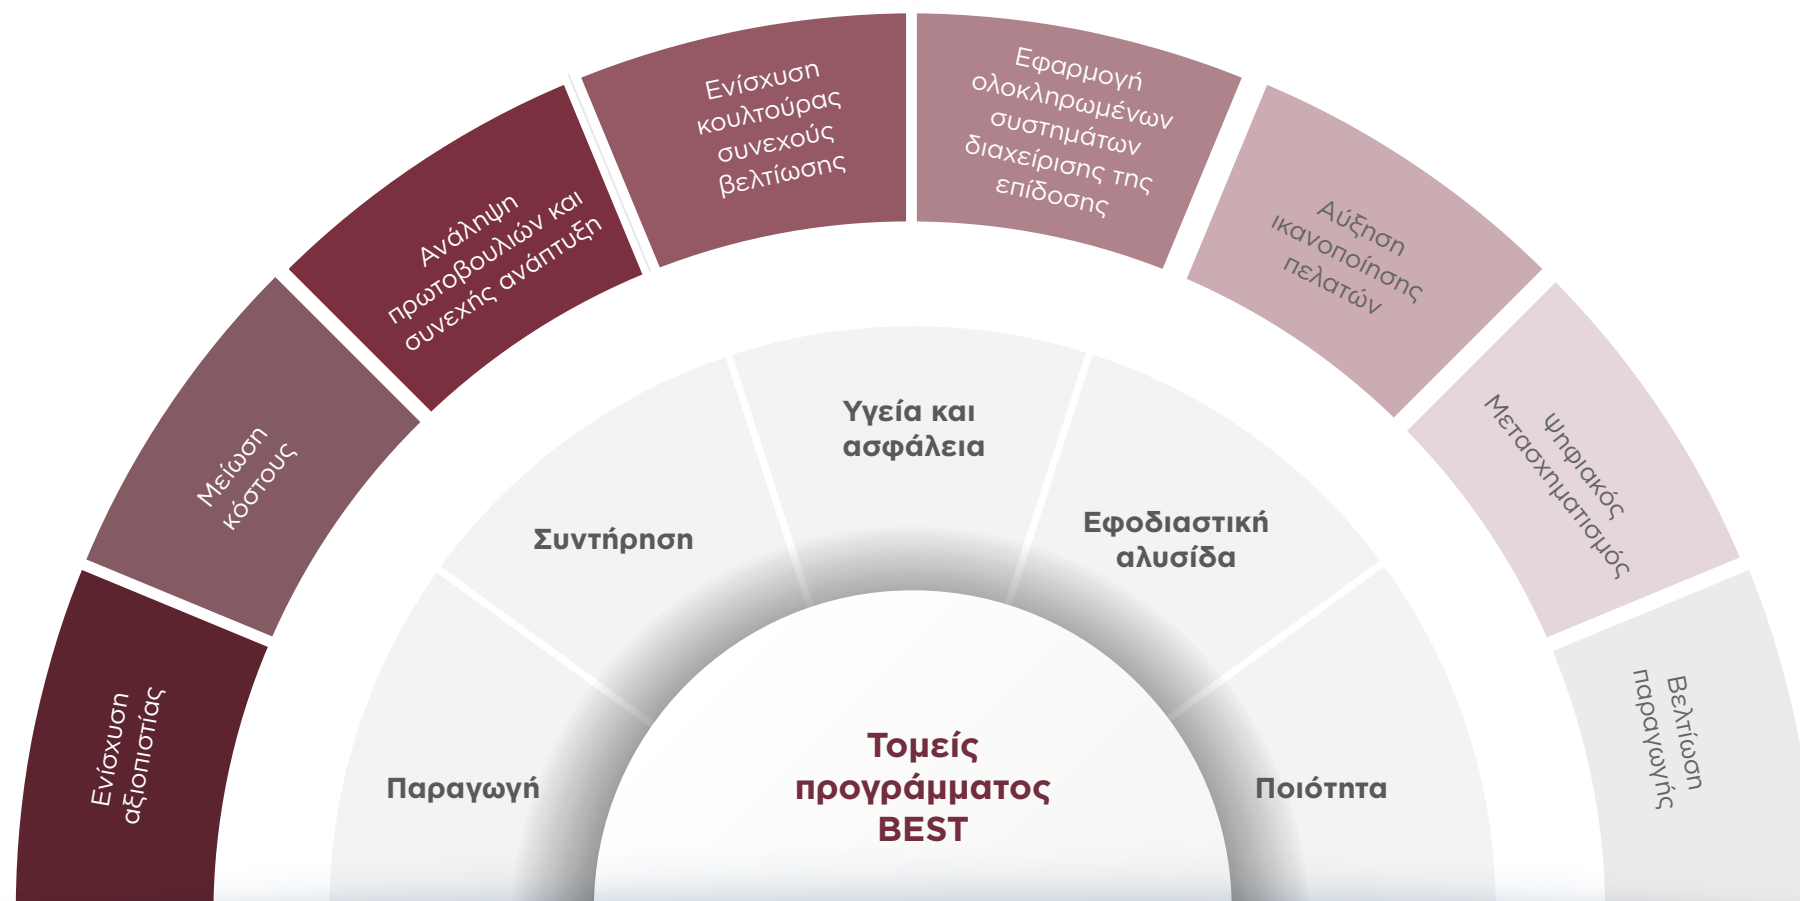 Ενίσχυση
αξιοπιστίας
Μείωση
κόστους
Ανάληψη
πρωτοβουλιών και
συνεχής ανάπτυξη
Ενίσχυση
κουλτούρας
συνεχούς
βελτίωσης
Εφαρμογή
ολοκληρωμένων
συστημάτων
διαχείρισης της
επίδοσης
Αύξηση
ικανοποίησης
πελατών
Ψηφιακός
Μετασχηματισμός
Βελτίωση
παραγωγής
Παραγωγή
Συντήρηση
Υγεία και
ασφάλεια
Εφοδιαστική
αλυσίδα
Ποιότητα
Τομείς
προγράμματος
BEST